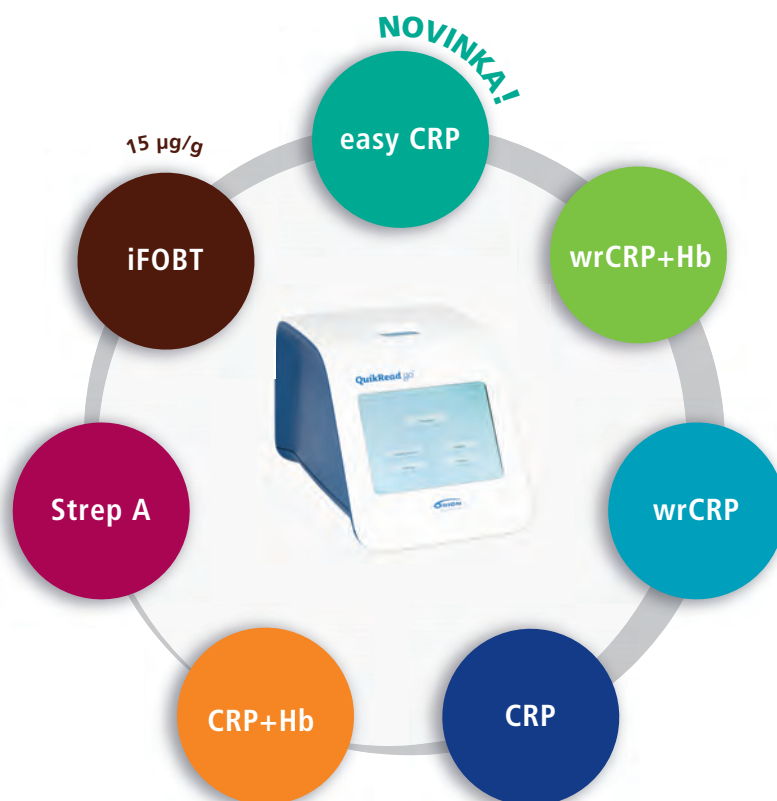 NOVINKA!
easy CRP
15 µg/g
iFOBT
wrCRP+Hb
QuikRead go
Strep A
wrCRP
ORION
CRP+Hb
CRP